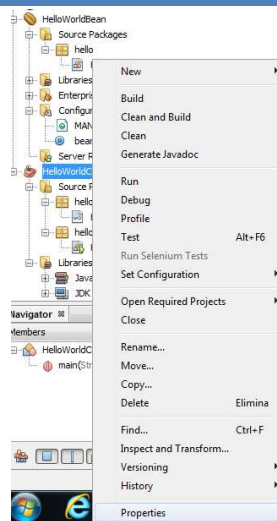 HelloWorldBean
Source Packages
hello
Libraries
Enterpris
Configur
MAN
bear
Server R
HelloWorldC
Source P
hello
hello
Libraries
Java
JDK
Navigator
Members
HelloWorldC
main(Str
New
Build
Clean and Build
Clean
Generate Javadoc
Run
Debug
Profile
Test Alt+F6
Run Selenium Tests
Set Configuration
Open Required Projects
Close
Rename...
Move...
Copy...
Delete Elimina
Find... Ctrl+F
Inspect and Transform...
Versioning
History
Properties